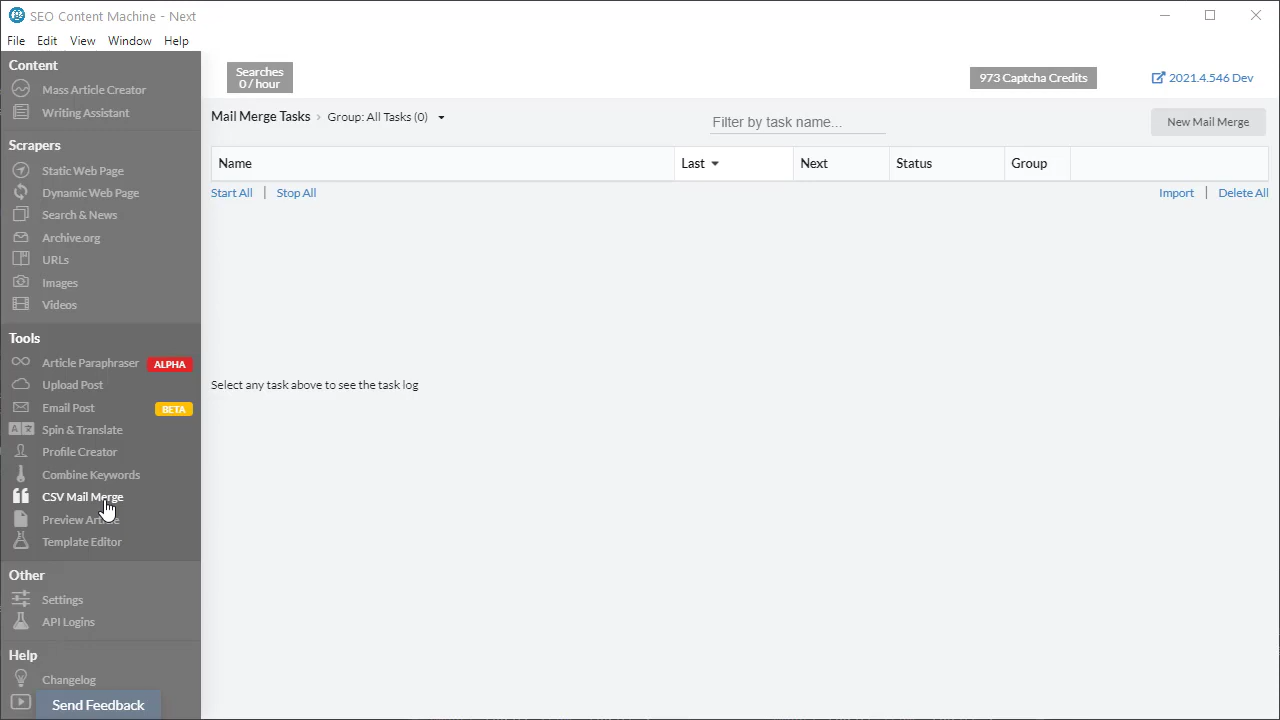 SEO Content Machine - Next
File Edit View Window Help
Content
Mass Article Creator
Writing Assistant
Scrapers
Static Web Page
Dynamic Web Page
Search & News
Archive.org
URLs
Images
Videos
Tools
Article Paraphraser ALPHA
Upload Post
Email Post BETA
Spin & Translate
Profile Creator
Combine Keywords
CSV Mail Merge
Preview
Template Editor
Other
Settings
API Logins
Help
Changelog
Send Feedback
Searches
0 / hour
973 Captcha Credits
2021.4.546 Dev
Mail Merge Tasks › Group: All Tasks (0)
Filter by task name...
New Mail Merge
Name Last Next Status Group
Start All | Stop All
Import | Delete All
Select any task above to see the task log